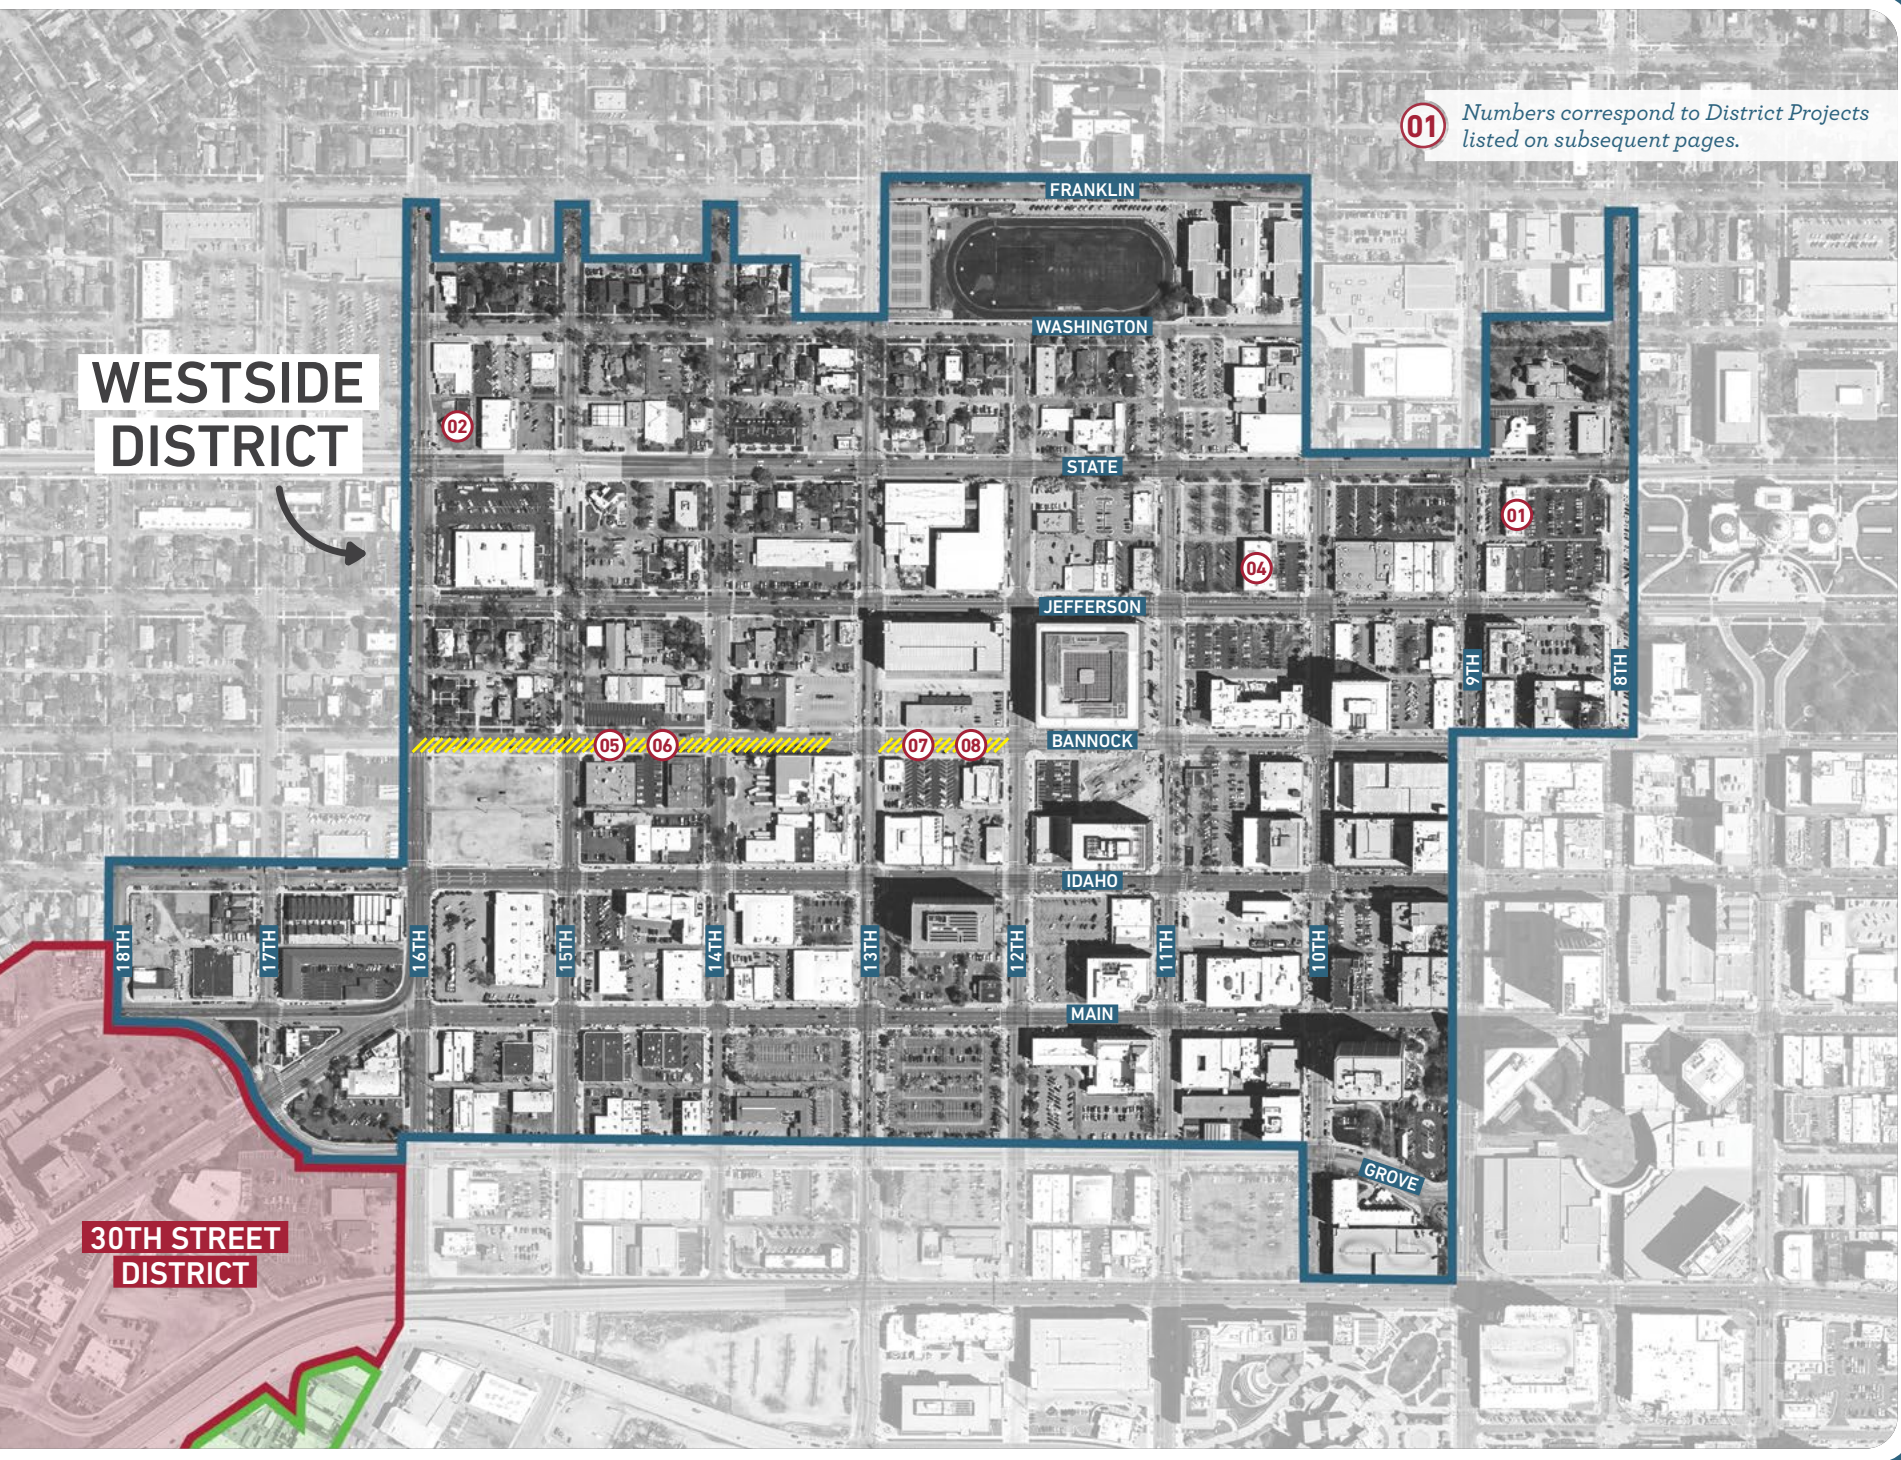 01
Numbers correspond to District Projects
listed on subsequent pages.
FRANKLIN
WASHINGTON
WESTSIDE
DISTRICT
02
STATE
01
04
JEFFERSON
9TH
8TH
05
06
07
08
BANNOCK
IDAHO
18TH
17TH
16TH
15TH
14TH
13TH
12TH
11TH
10TH
MAIN
GROVE
30TH STREET
DISTRICT